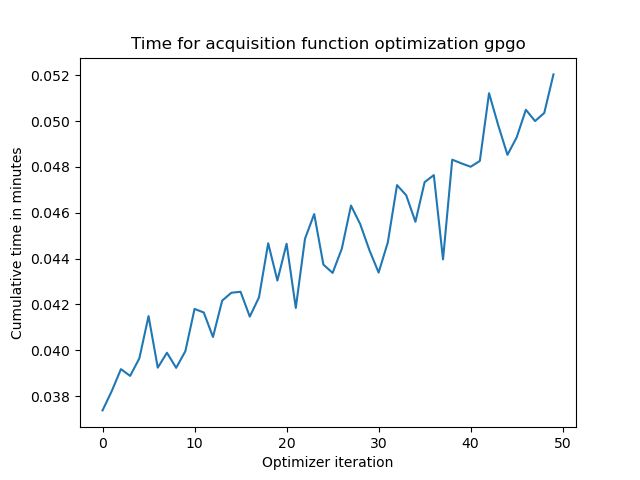 Time for acquisition function optimization gpgo
0.052
0.050
0.048
0.046
0.044
0.042
0.040
0.038
Cumulative time in minutes
0 10 20 30 40 50
Optimizer iteration